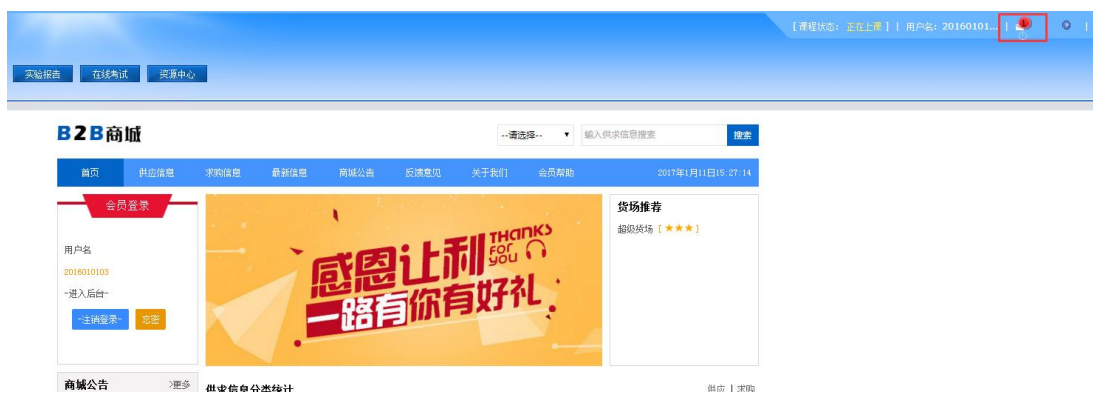 [课程状态: 正在上课] | 用户名: 20160101... | 1 |
实验报告 在线考试 资源中心
B2B商城 --请选择-- 输入供求信息搜索 搜索
首页 供应信息 求购信息 最新信息 商城公告 反馈意见 关于我们 会员帮助 2017年1月11日15:27:14
会员登录
用户名
2016010103
-进入后台-
-注销登录- 忘密
感恩让利
THANKS FOR YOU
一路有你有好礼
货场推荐
超级货场 [★★★]
商城公告 >更多
供求信息分类统计 供应 | 求购